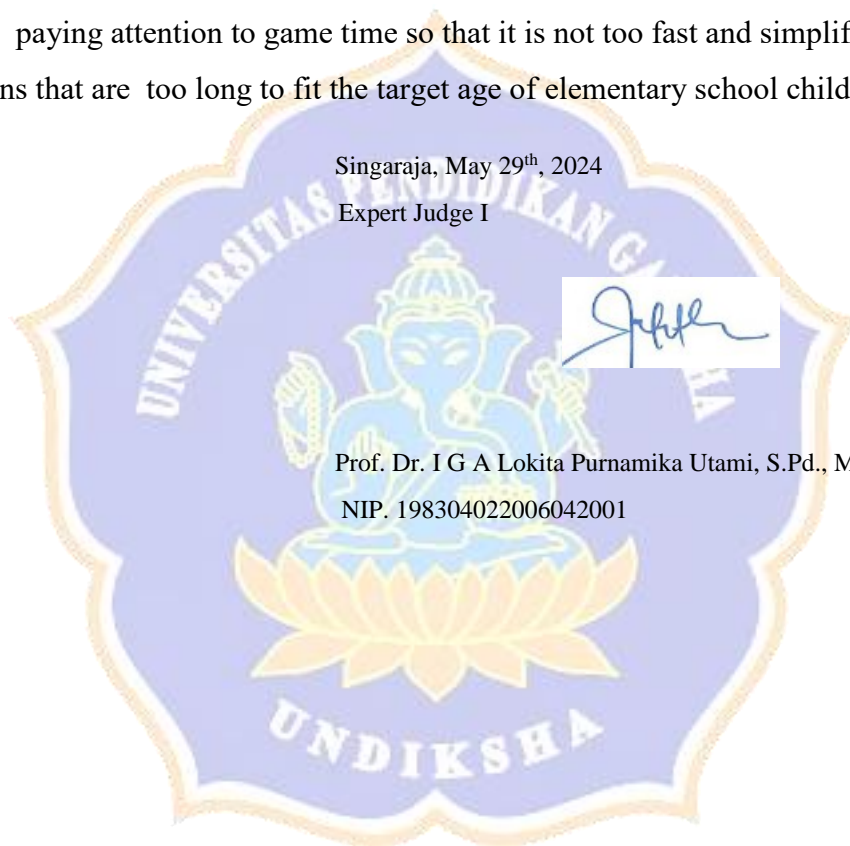 paying attention to game time so that it is not too fast and simplif
ns that are too long to fit the target age of elementary school child
Singaraja, May 29th, 2024
Expert Judge I
UNIVERSITAS PENDIDIKAN GA HA
Prof. Dr. I G A Lokita Purnamika Utami, S.Pd., M
NIP. 198304022006042001
UNDIKSHA